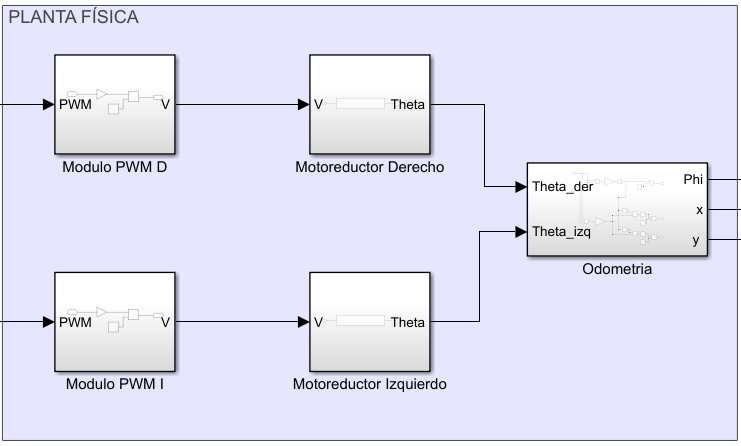 PLANTA FÍSICA
PWM
V
Modulo PWM D
V
Theta
Motoreductor Derecho
Theta_der
Theta_izq
Phi
x
y
Odometria
PWM
V
Modulo PWM I
V
Theta
Motoreductor Izquierdo